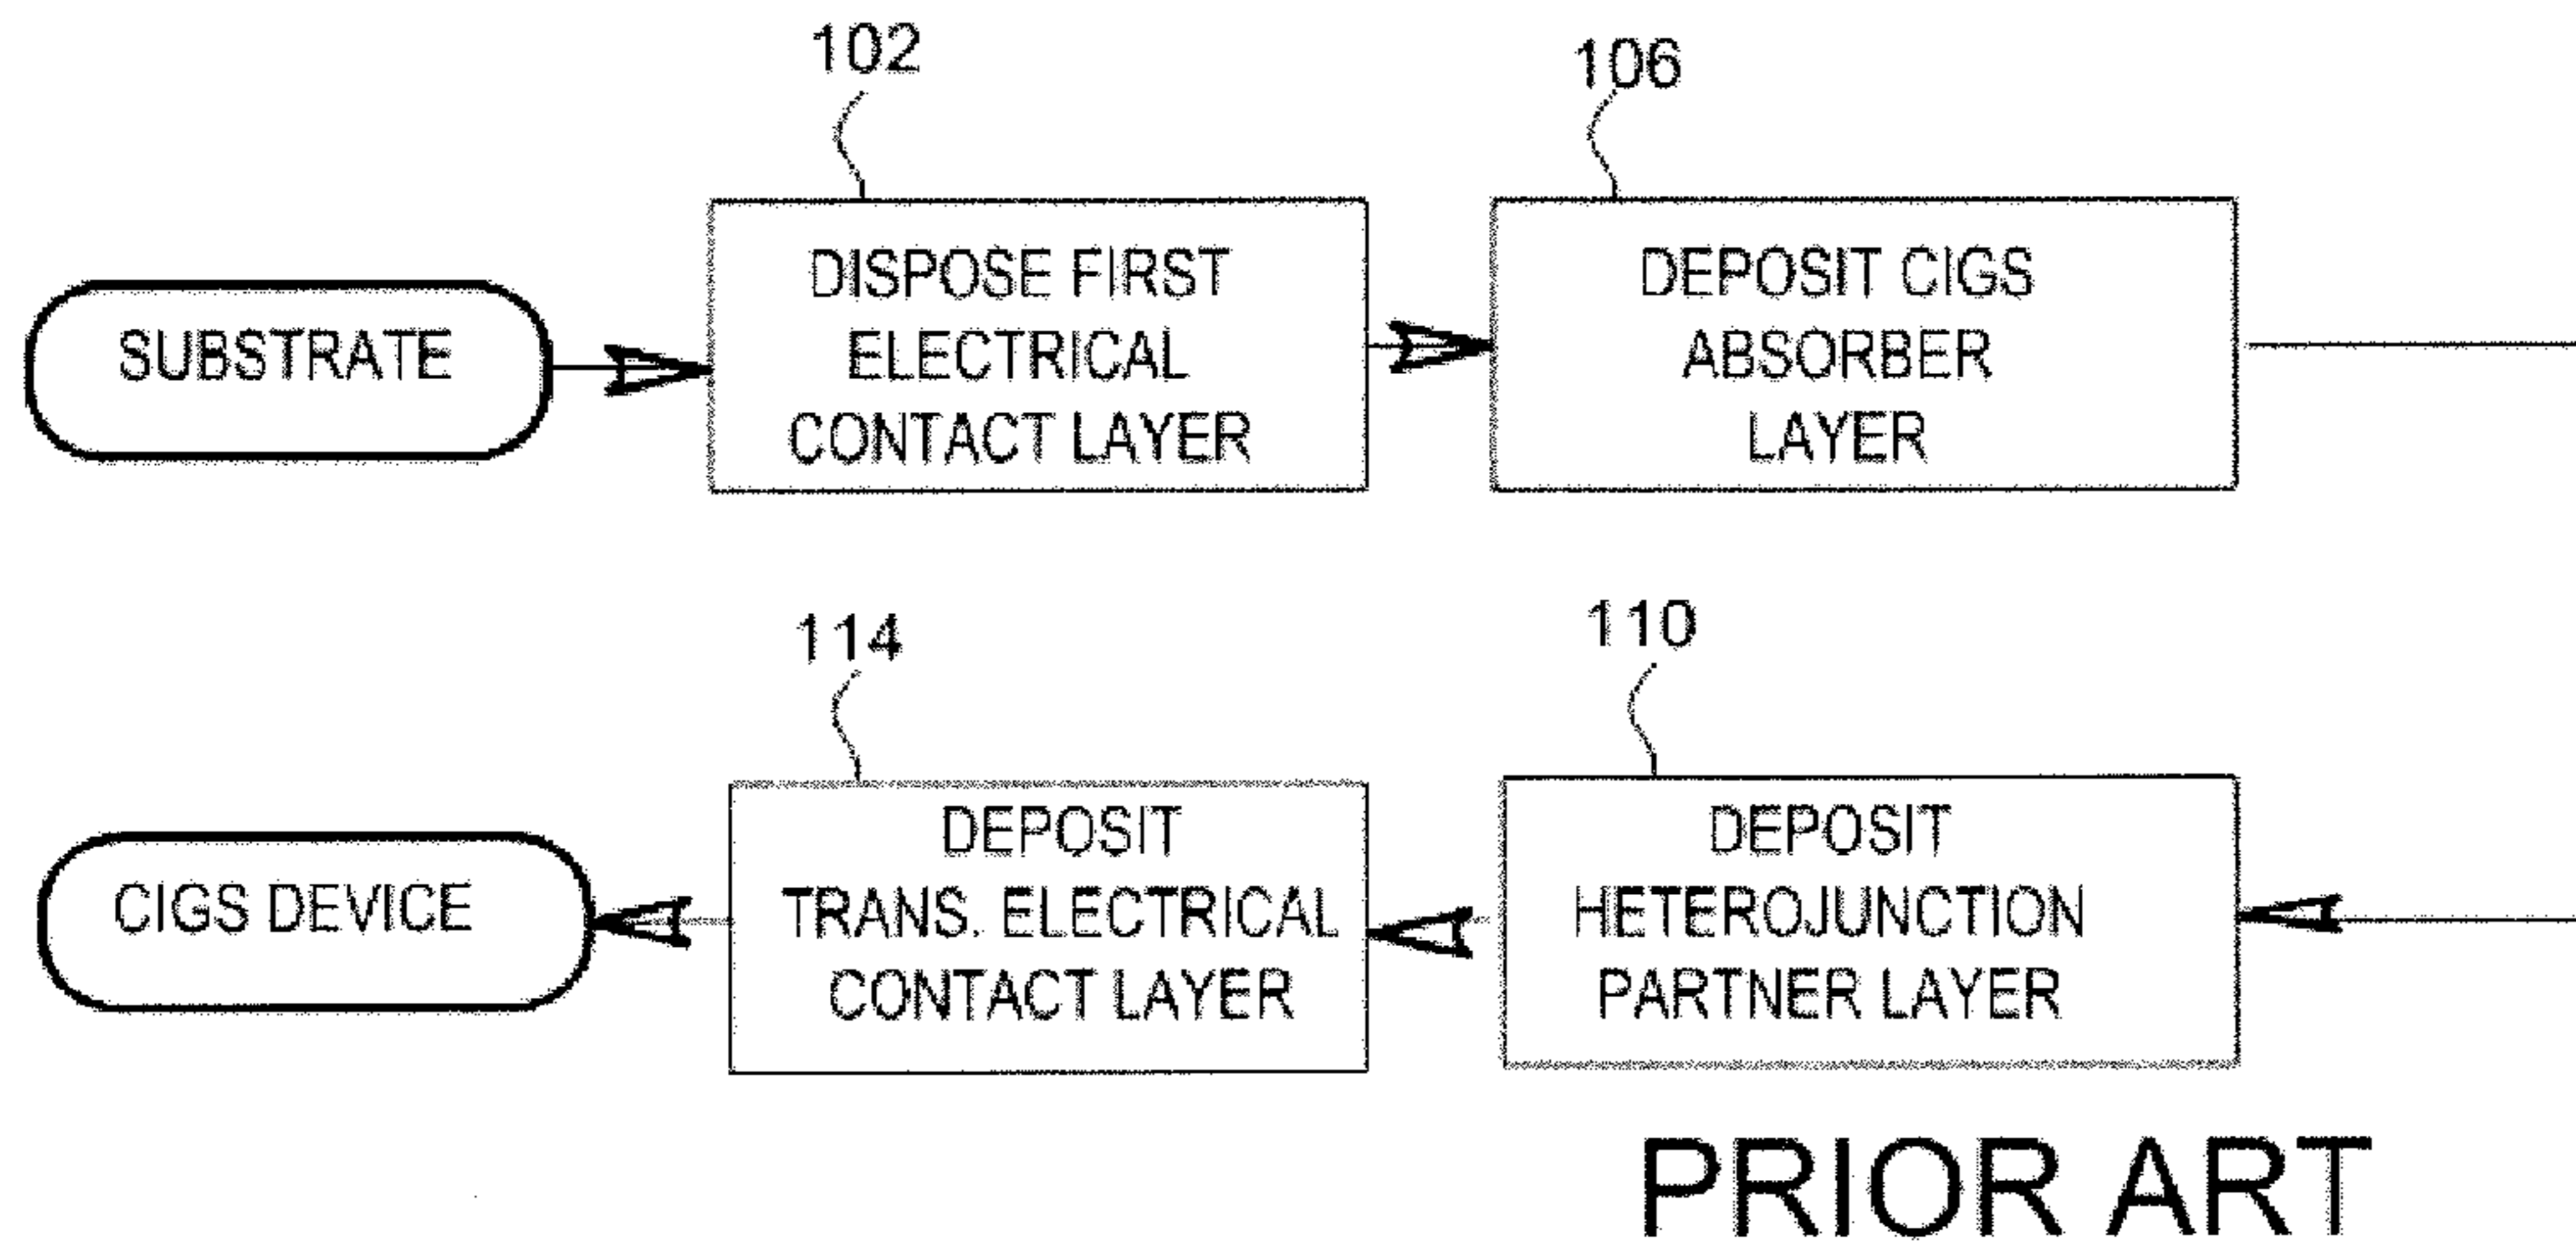 102
106
SUBSTRATE
DISPOSE FIRST
ELECTRICAL
CONTACT LAYER
DEPOSIT CIGS
ABSORBER
LAYER
114
110
CIGS DEVICE
DEPOSIT
TRANS. ELECTRICAL
CONTACT LAYER
DEPOSIT
HETEROJUNCTION
PARTNER LAYER
PRIOR ART